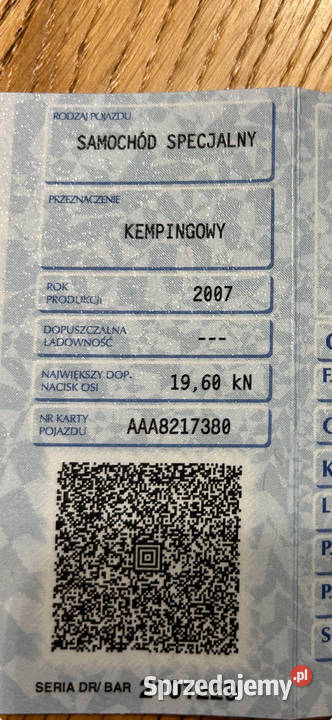 RODZAJ POJAZDU
SAMOCHÓD SPECJALNY
PRZEZNACZENIE
KEMPINGOWY
ROK
PRODUKCJI
2007
DOPUSZCZALNA
ŁADOWNOŚĆ
---
NAJWIĘKSZY DOP.
NACISK OSI
19,60 kN
NR KARTY
POJAZDU
AAA8217380
SERIA DR/ BAR
Sprzedajemy.pl
C
F.
G
K
L
P.
P.
S